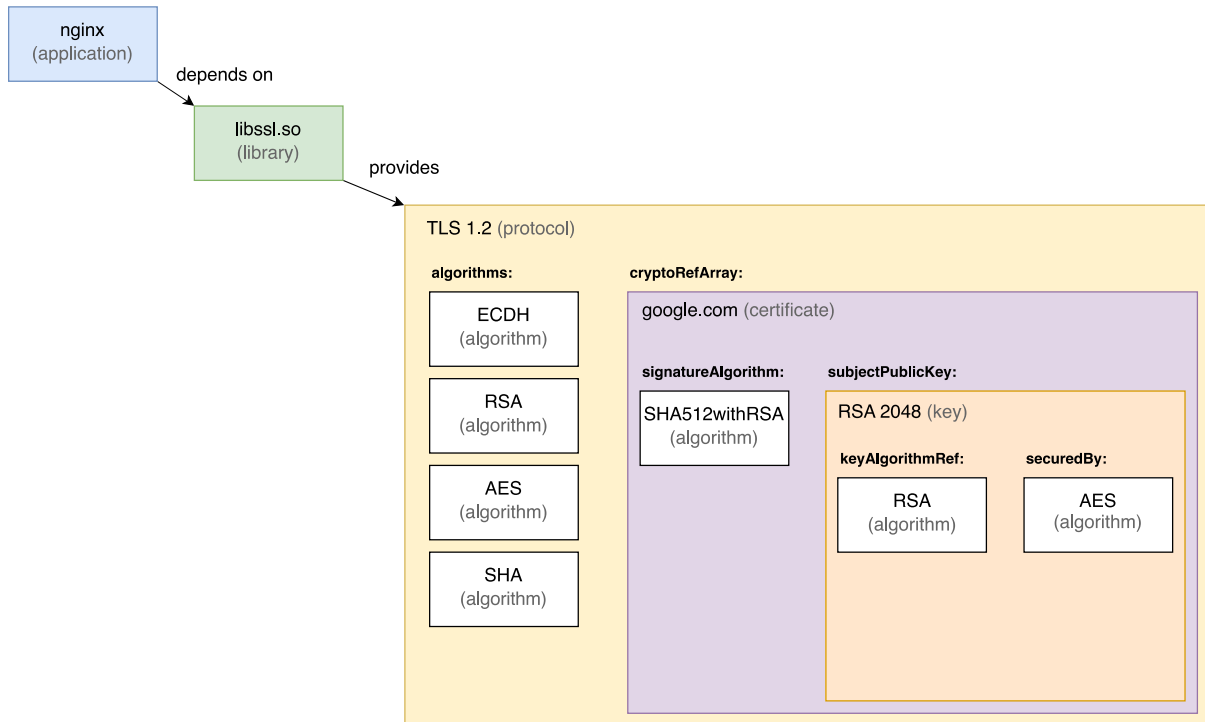 nginx
(application)
depends on
libssl.so
(library)
provides
TLS 1.2 (protocol)
algorithms:
ECDH
(algorithm)
RSA
(algorithm)
AES
(algorithm)
SHA
(algorithm)
cryptoRefArray:
google.com (certificate)
signatureAlgorithm:
SHA512withRSA
(algorithm)
subjectPublicKey:
RSA 2048 (key)
keyAlgorithmRef:
RSA
(algorithm)
securedBy:
AES
(algorithm)